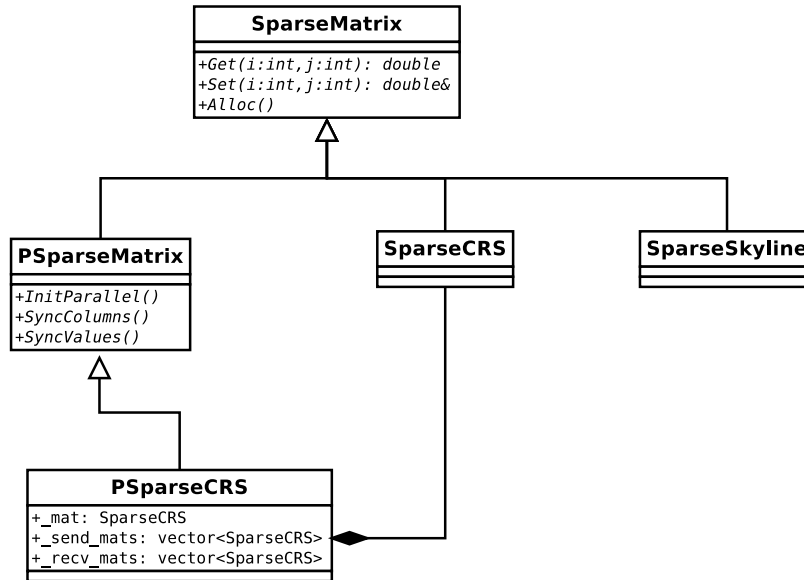 SparseMatrix
+Get(i:int,j:int): double
+Set(i:int,j:int): double&
+Alloc()
PSparseMatrix
+InitParallel()
+SyncColumns()
+SyncValues()
SparseCRS
SparseSkyline
PSparseCRS
+_mat: SparseCRS
+_send_mats: vector<SparseCRS>
+_recv_mats: vector<SparseCRS>